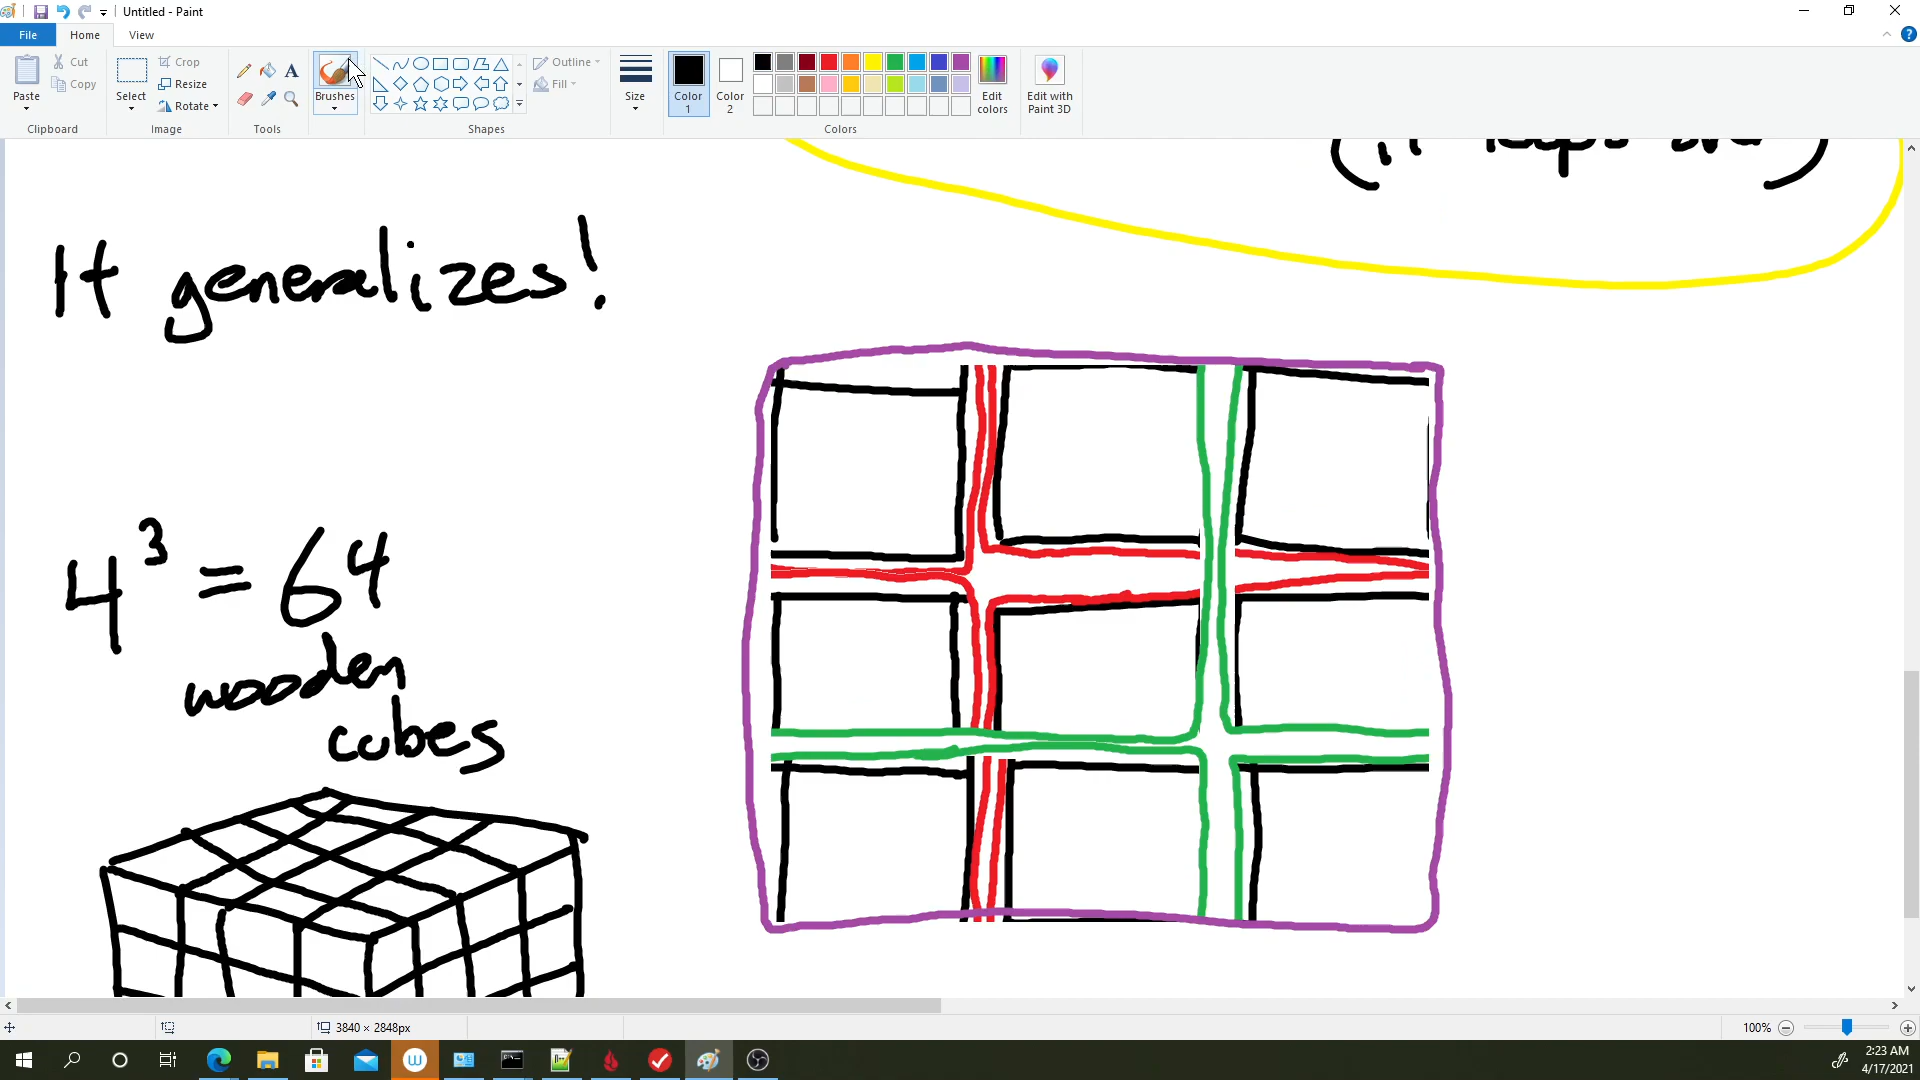 Untitled - Paint
File
Home
View
Paste
Cut
Copy
Clipboard
Select
Crop
Resize
Rotate
Image
Tools
Brushes
Shapes
Outline
Fill
Size
Color
1
Color
2
Colors
Edit
colors
Edit with
Paint 3D
It generalizes!
4³ = 64
wooden
cubes
3840 × 2848px
100%
2:23 AM
4/17/2021